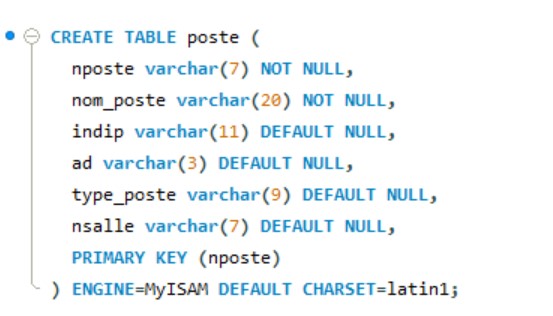 CREATE TABLE poste (
nposte varchar(7) NOT NULL,
nom_poste varchar(20) NOT NULL,
indip varchar(11) DEFAULT NULL,
ad varchar(3) DEFAULT NULL,
type_poste varchar(9) DEFAULT NULL,
nsalle varchar(7) DEFAULT NULL,
PRIMARY KEY (nposte)
) ENGINE=MyISAM DEFAULT CHARSET=latin1;